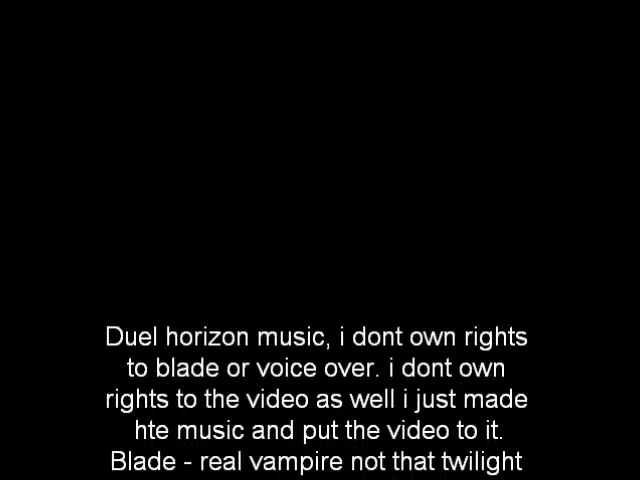 Duel horizon music, i dont own rights
to blade or voice over. i dont own
rights to the video as well i just made
hte music and put the video to it.
Blade - real vampire not that twilight